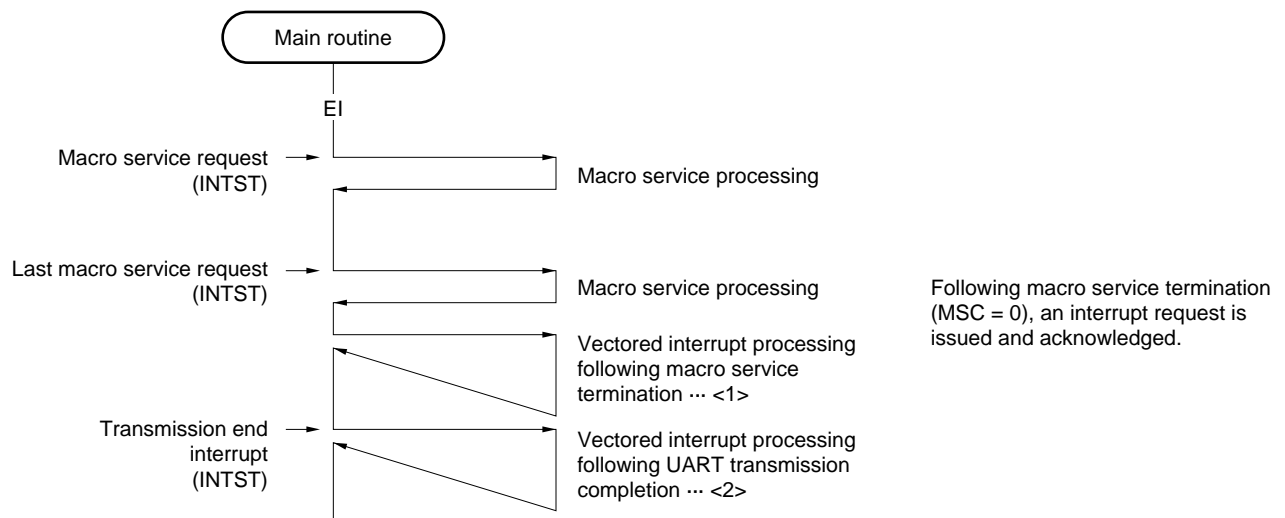 Main routine
EI
Macro service request
(INTST)
Macro service processing
Last macro service request
(INTST)
Macro service processing
Following macro service termination
(MSC = 0), an interrupt request is
issued and acknowledged.
Vectored interrupt processing
following macro service
termination ··· <1>
Transmission end
interrupt
(INTST)
Vectored interrupt processing
following UART transmission
completion ··· <2>